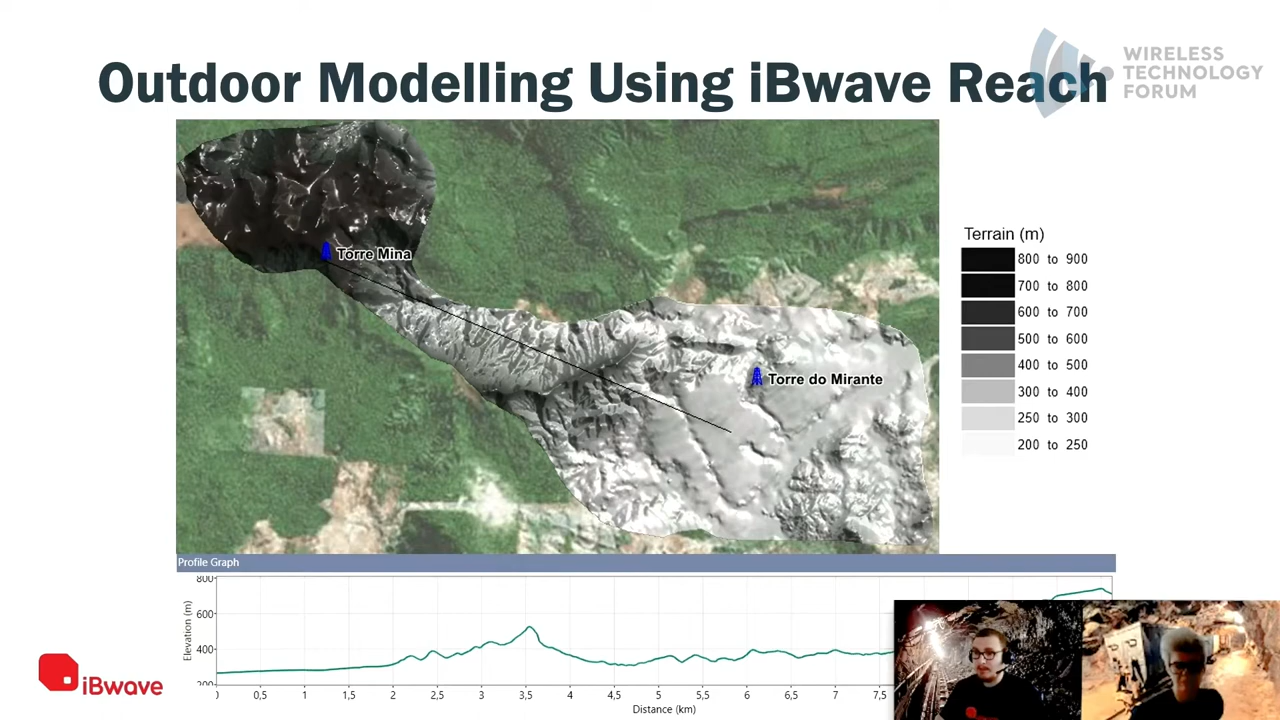 Outdoor Modelling Using iBwave Reach
WIRELESS
TECHNOLOGY
FORUM
Torre Mina
Torre do Mirante
Terrain (m)
800 to 900
700 to 800
600 to 700
500 to 600
400 to 500
300 to 400
250 to 300
200 to 250
Profile Graph
Elevation (m)
800
600
400
200
0,5 1 1,5 2 2,5 3 3,5 4 4,5 5 5,5 6 6,5 7 7,5
Distance (km)
iBwave